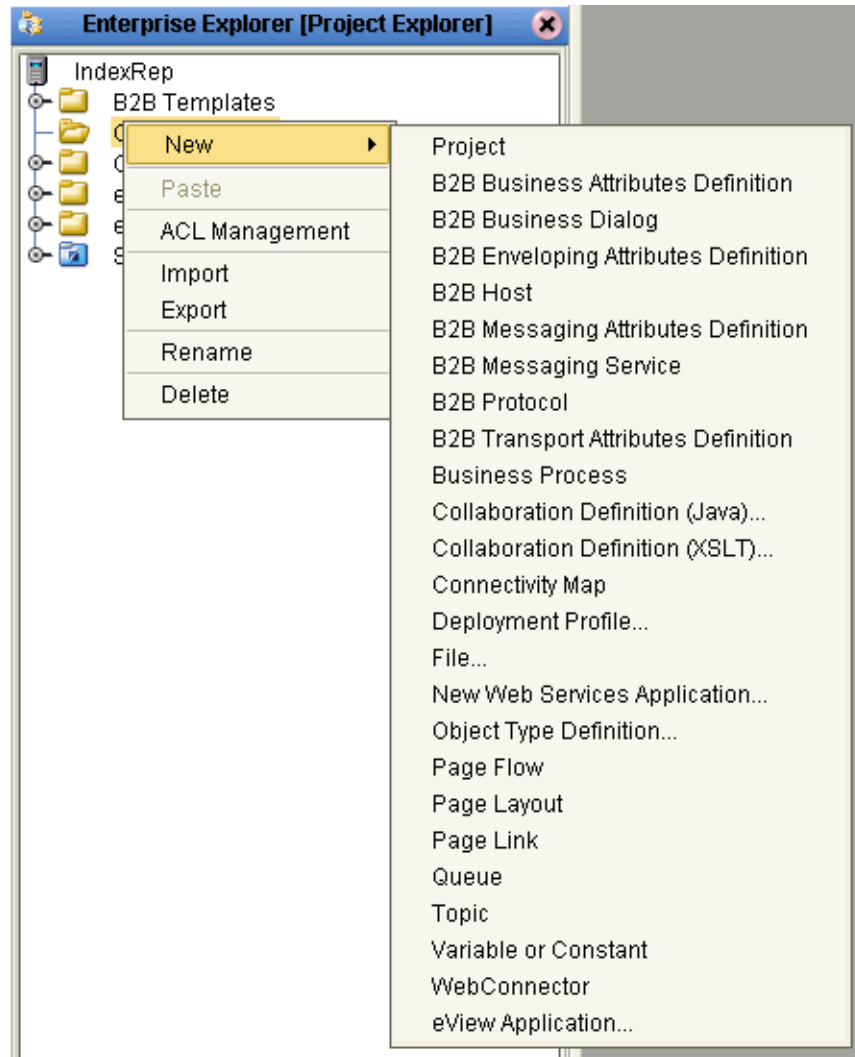 Enterprise Explorer [Project Explorer]
IndexRep
B2B Templates
New
Paste
ACL Management
Import
Export
Rename
Delete
Project
B2B Business Attributes Definition
B2B Business Dialog
B2B Enveloping Attributes Definition
B2B Host
B2B Messaging Attributes Definition
B2B Messaging Service
B2B Protocol
B2B Transport Attributes Definition
Business Process
Collaboration Definition (Java)...
Collaboration Definition (XSLT)...
Connectivity Map
Deployment Profile...
File...
New Web Services Application...
Object Type Definition...
Page Flow
Page Layout
Page Link
Queue
Topic
Variable or Constant
WebConnector
eView Application...